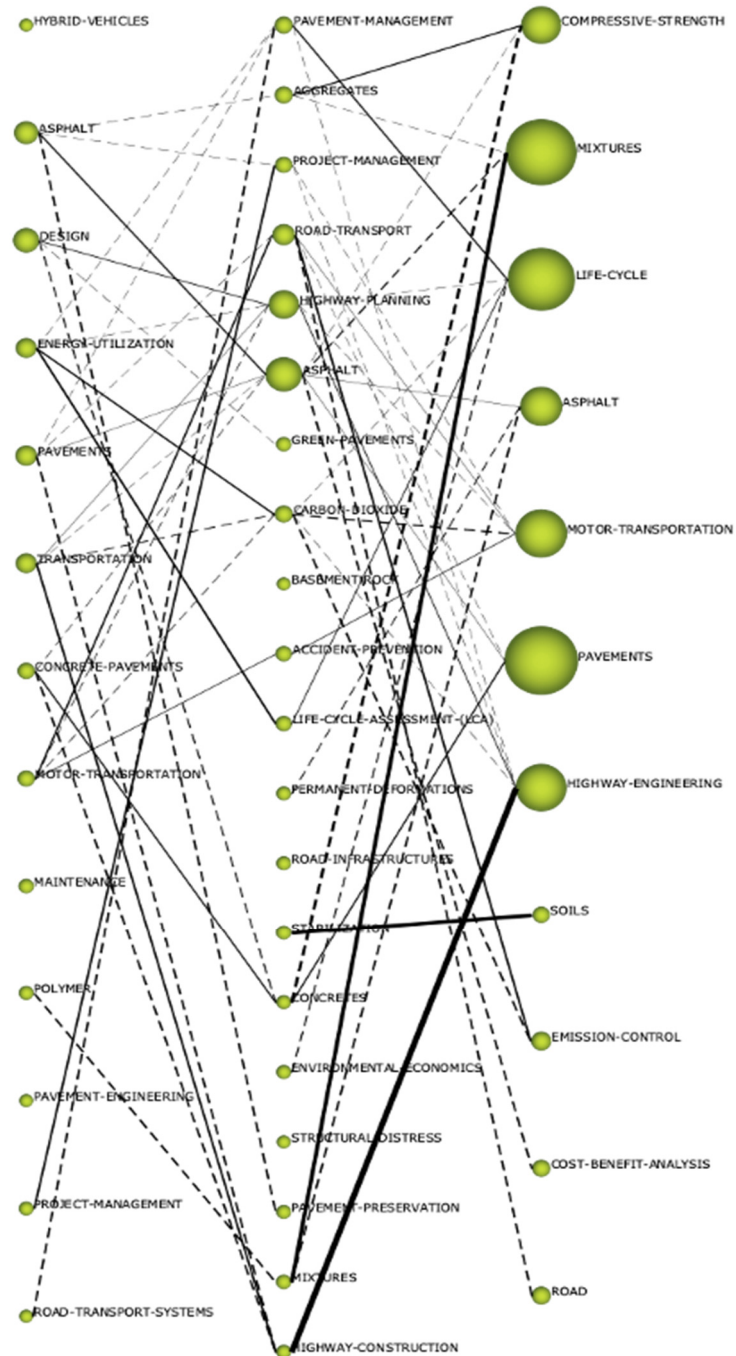 HYBRID-VEHICLES
ASPHALT
DESIGN
ENERGY-UTILIZATION
PAVEMENTS
TRANSPORTATION
CONCRETE-PAVEMENTS
MOTOR-TRANSPORTATION
MAINTENANCE
POLYMER
PAVEMENT-ENGINEERING
PROJECT-MANAGEMENT
ROAD-TRANSPORT-SYSTEMS
PAVEMENT-MANAGEMENT
AGGREGATES
PROJECT-MANAGEMENT
ROAD-TRANSPORT
HIGHWAY-PLANNING
ASPHALT
GREEN-PAVEMENTS
CARBON-DIOXIDE
BASEMENT-ROCK
ACCIDENT-PREVENTION
LIFE-CYCLE-ASSESSMENT-(LCA)
PERMANENT-DEFORMATIONS
ROAD-INFRASTRUCTURES
STABILIZATION
CONCRETES
ENVIRONMENTAL-ECONOMICS
STRUCTURAL-DISTRESS
PAVEMENT-PRESERVATION
MIXTURES
HIGHWAY-CONSTRUCTION
COMPRESSIVE-STRENGTH
MIXTURES
LIFE-CYCLE
ASPHALT
MOTOR-TRANSPORTATION
PAVEMENTS
HIGHWAY-ENGINEERING
SOILS
EMISSION-CONTROL
COST-BENEFIT-ANALYSIS
ROAD